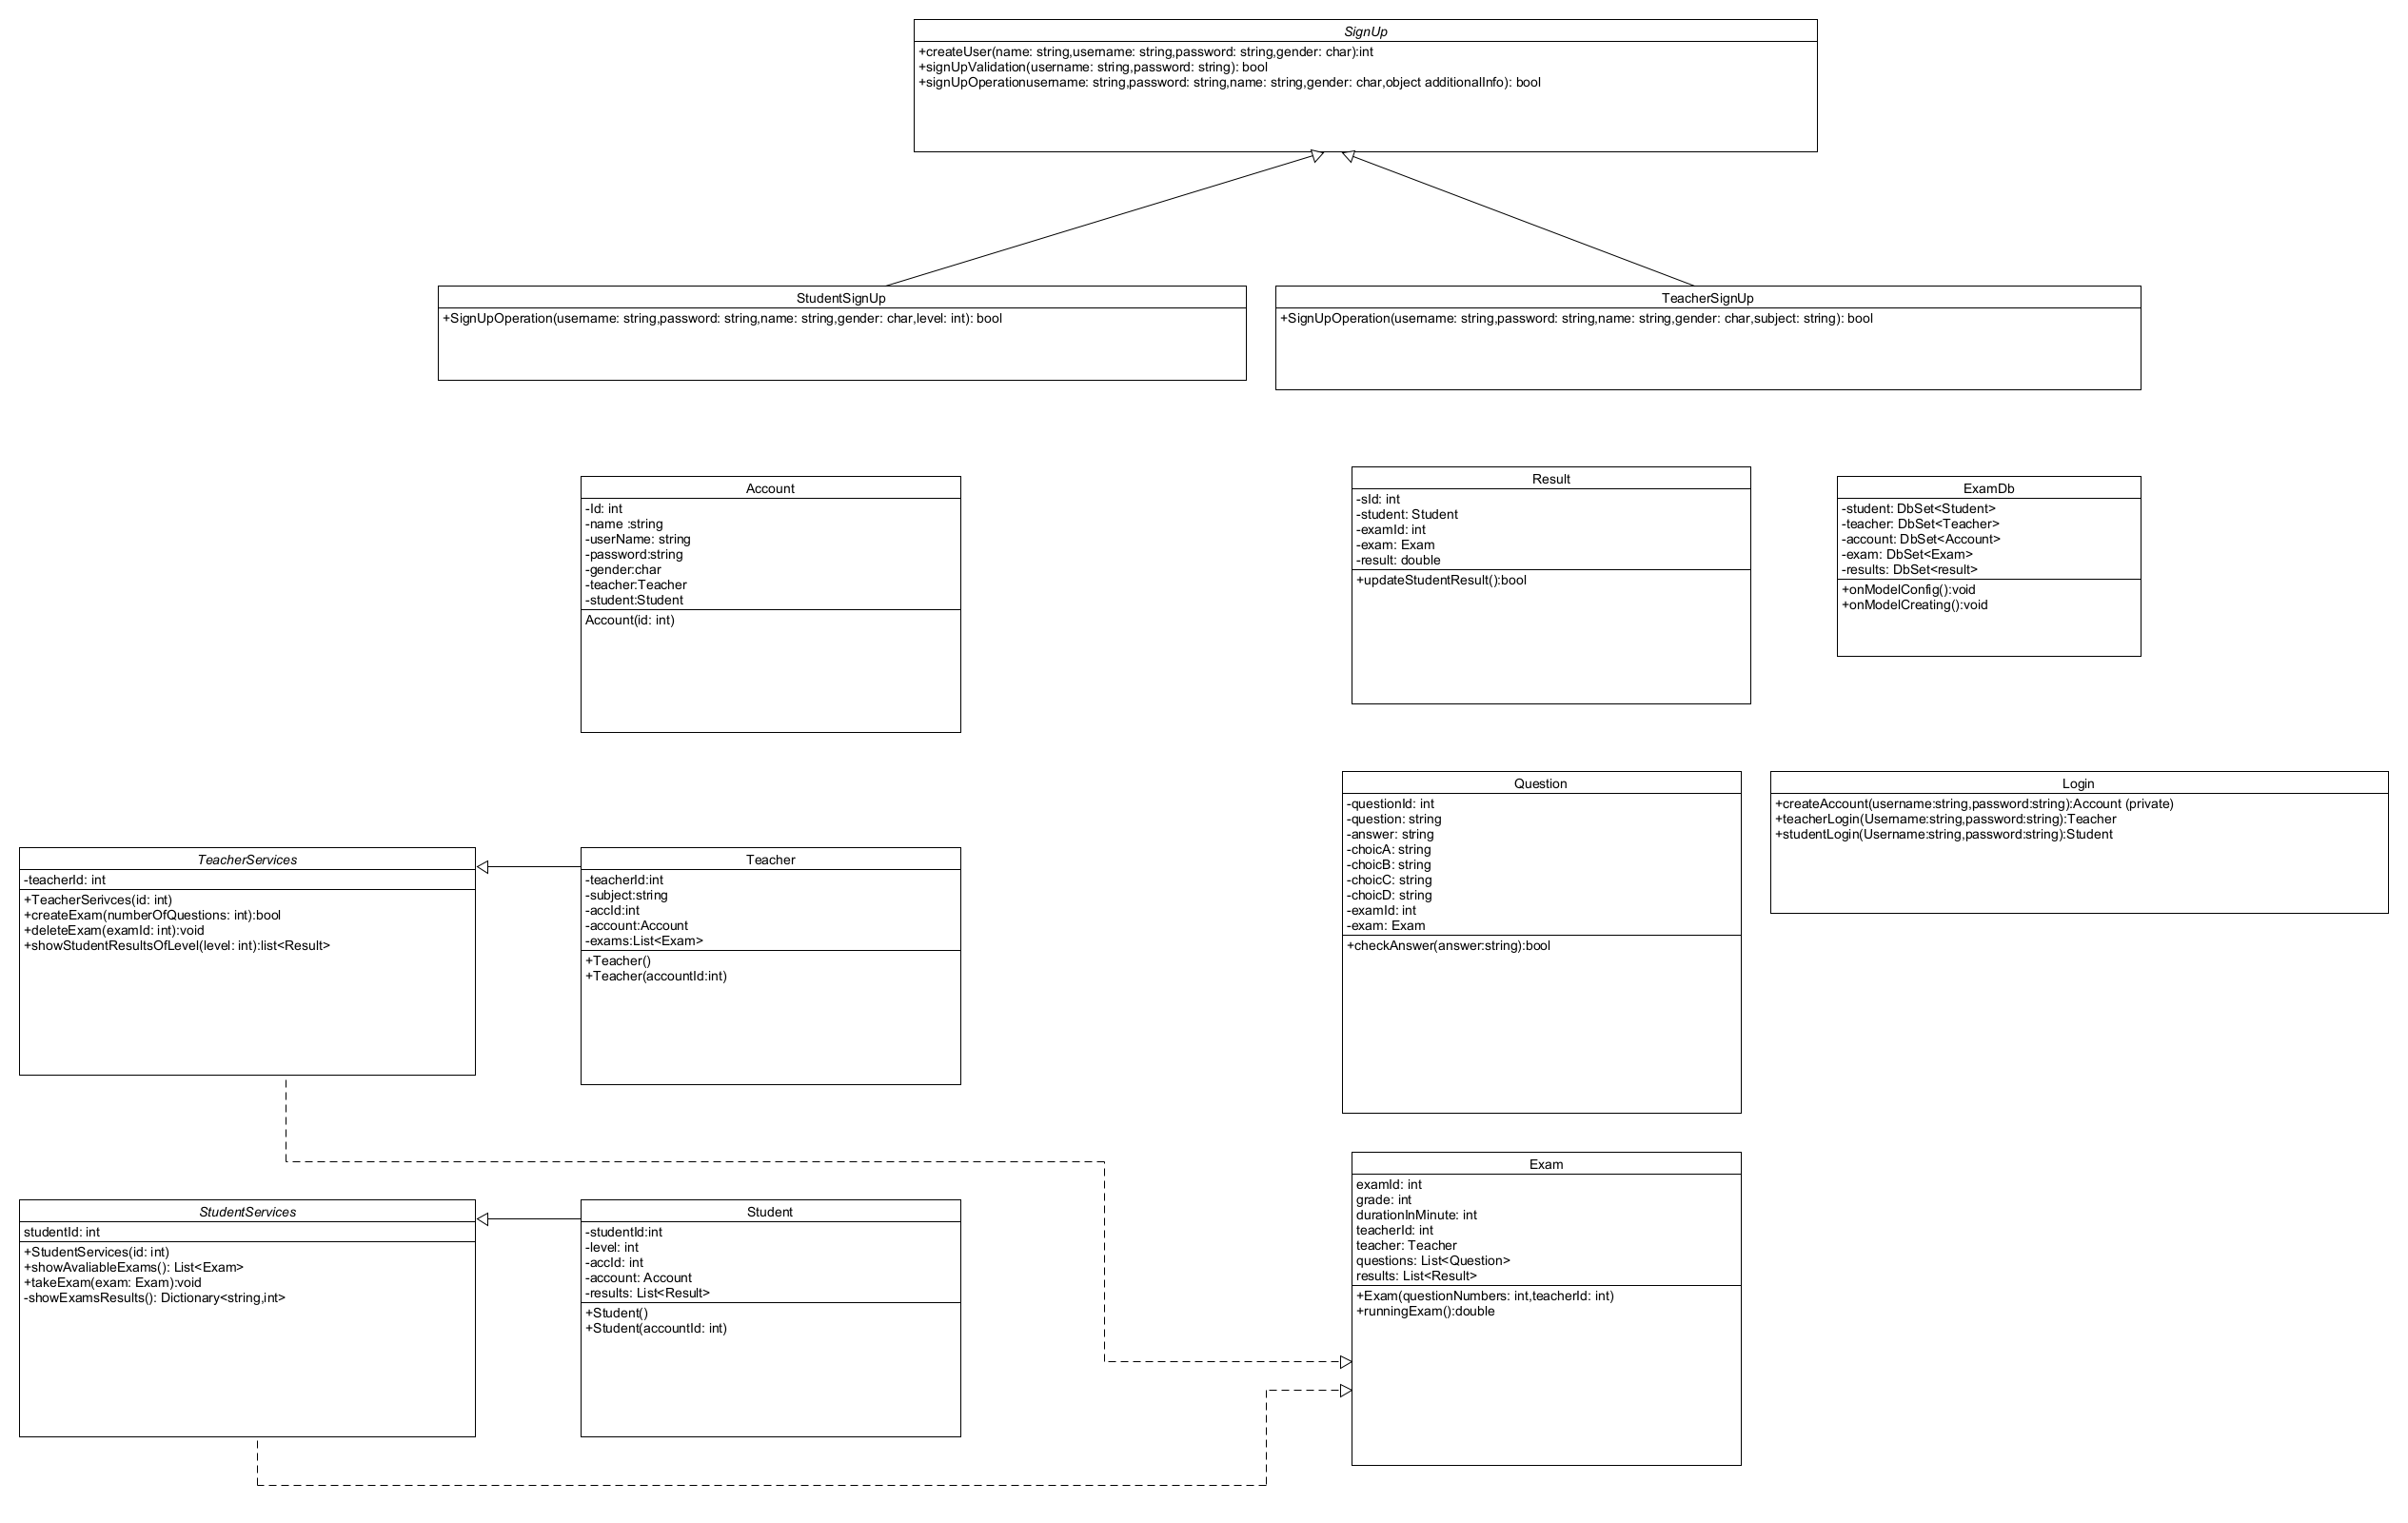 SignUp
+createUser(name: string,username: string,password: string,gender: char):int
+signUpValidation(username: string,password: string): bool
+signUpOperationusername: string,password: string,name: string,gender: char,object additionalInfo): bool
StudentSignUp
+SignUpOperation(username: string,password: string,name: string,gender: char,level: int): bool
TeacherSignUp
+SignUpOperation(username: string,password: string,name: string,gender: char,subject: string): bool
Account
-Id: int
-name :string
-userName: string
-password:string
-gender:char
-teacher:Teacher
-student:Student
Account(id: int)
Result
-sId: int
-student: Student
-examId: int
-exam: Exam
-result: double
+updateStudentResult():bool
ExamDb
-student: DbSet<Student>
-teacher: DbSet<Teacher>
-account: DbSet<Account>
-exam: DbSet<Exam>
-results: DbSet<result>
+onModelConfig():void
+onModelCreating():void
Question
-questionId: int
-question: string
-answer: string
-choicA: string
-choicB: string
-choicC: string
-choicD: string
-examId: int
-exam: Exam
+checkAnswer(answer:string):bool
Login
+createAccount(username:string,password:string):Account (private)
+teacherLogin(Username:string,password:string):Teacher
+studentLogin(Username:string,password:string):Student
TeacherServices
-teacherId: int
+TeacherSerivces(id: int)
+createExam(numberOfQuestions: int):bool
+deleteExam(examId: int):void
+showStudentResultsOfLevel(level: int):list<Result>
Teacher
-teacherId:int
-subject:string
-accId:int
-account:Account
-exams:List<Exam>
+Teacher()
+Teacher(accountId:int)
StudentServices
studentId: int
+StudentServices(id: int)
+showAvaliableExams(): List<Exam>
+takeExam(exam: Exam):void
-showExamsResults(): Dictionary<string,int>
Student
-studentId:int
-level: int
-accId: int
-account: Account
-results: List<Result>
+Student()
+Student(accountId: int)
Exam
examId: int
grade: int
durationInMinute: int
teacherId: int
teacher: Teacher
questions: List<Question>
results: List<Result>
+Exam(questionNumbers: int,teacherId: int)
+runningExam():double